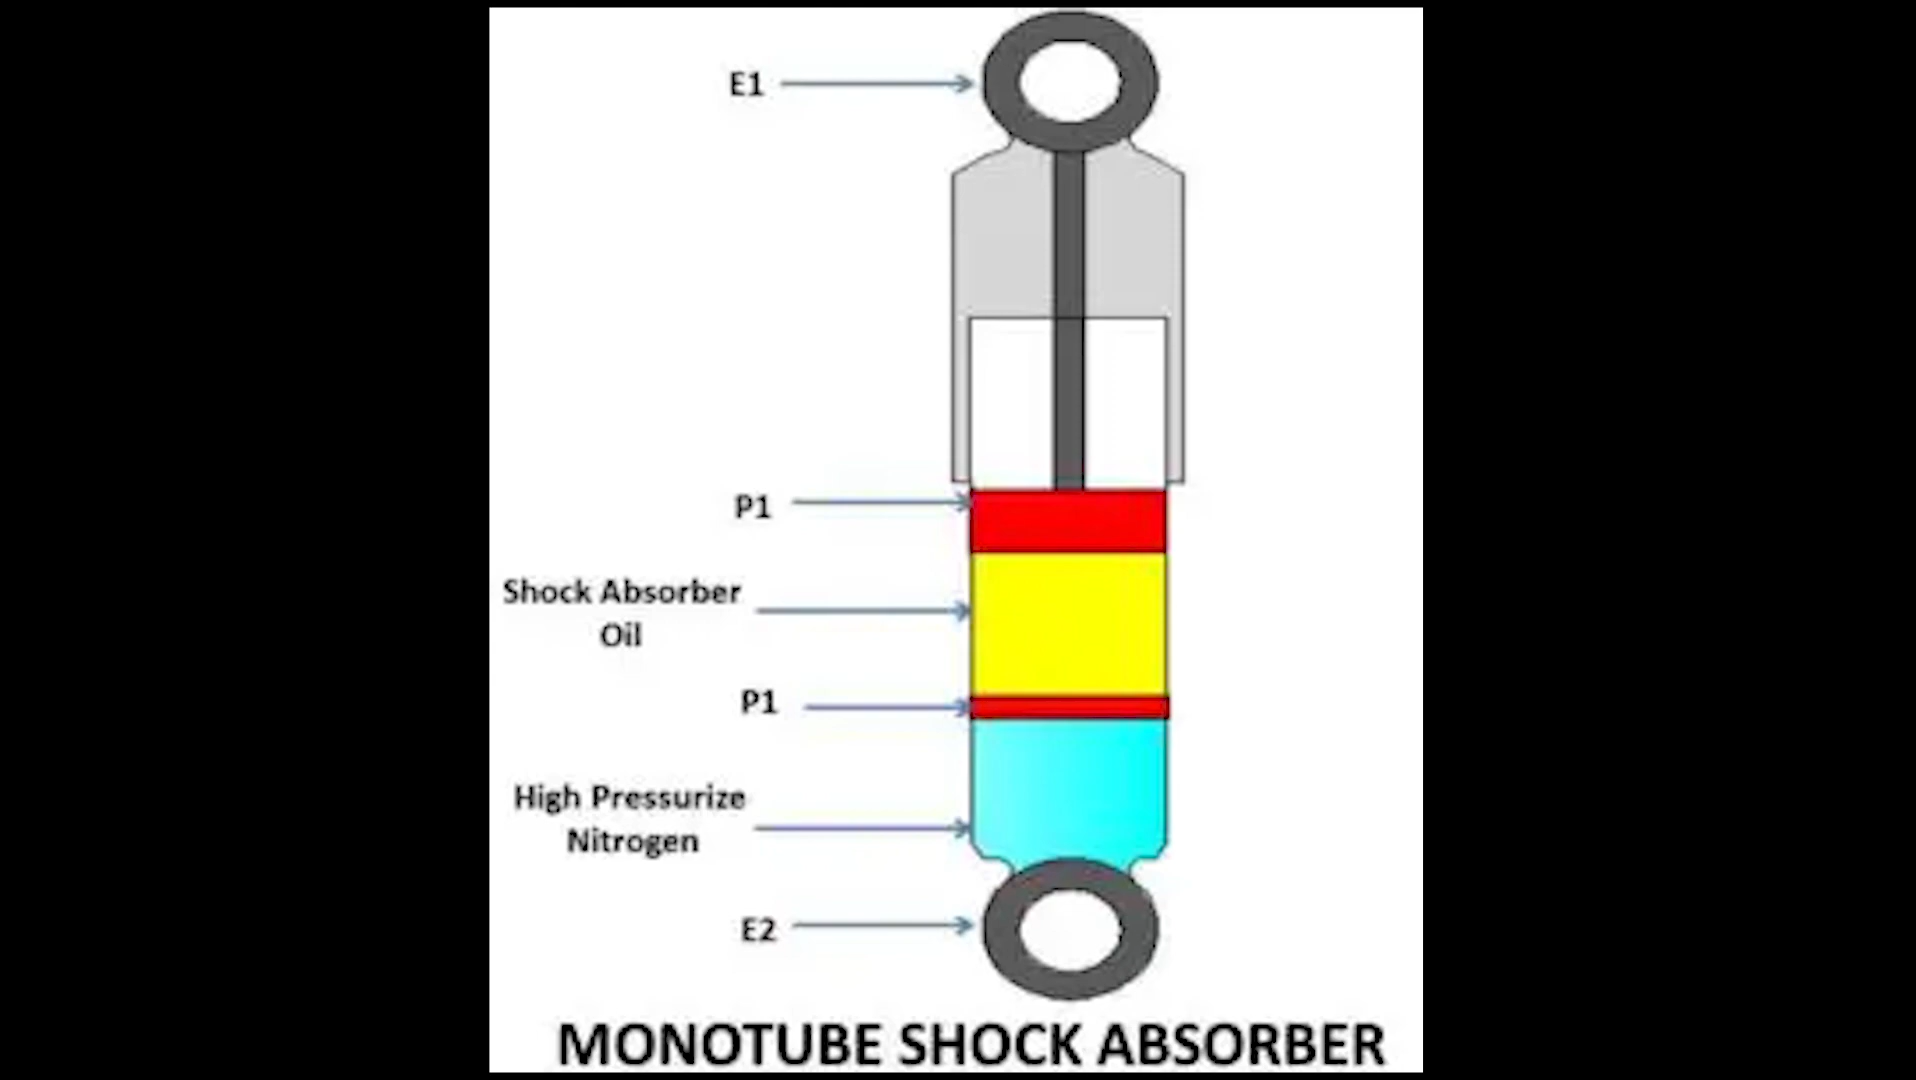 E1
P1
Shock Absorber
Oil
P1
High Pressurize
Nitrogen
E2
MONOTUBE SHOCK ABSORBER